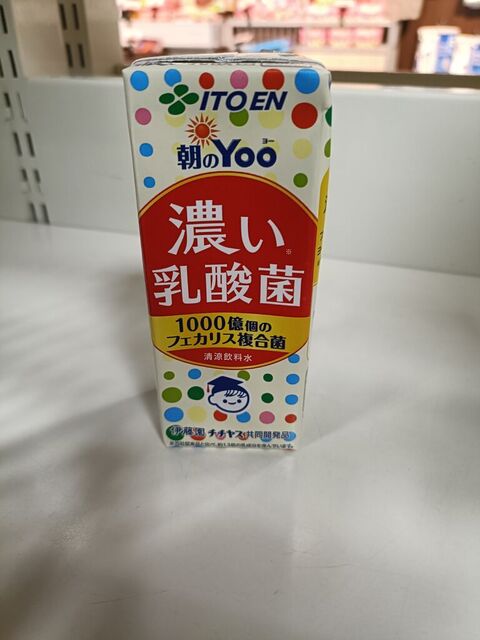 ITO EN
朝のYoo
ヨー
濃い
乳酸菌
※
1000億個の
フェカリス複合菌
清涼飲料水
伊藤園 チチヤス 共同開発品